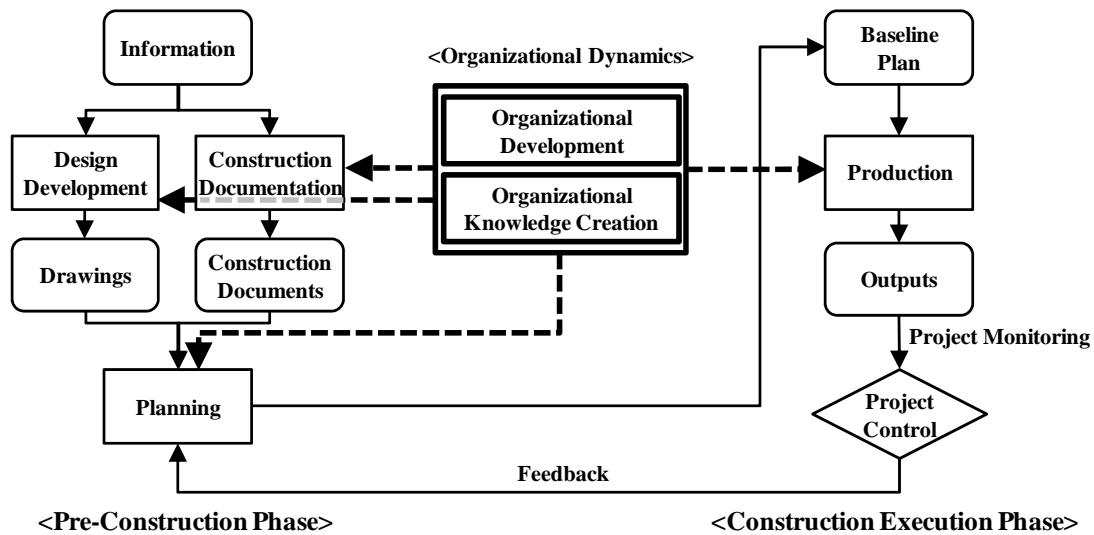 Information
Baseline
Plan
<Organizational Dynamics>
Organizational
Development
Design
Development
Construction
Documentation
Production
Organizational
Knowledge Creation
Drawings
Construction
Documents
Outputs
Project Monitoring
Planning
Project
Control
Feedback
<Pre-Construction Phase>
<Construction Execution Phase>